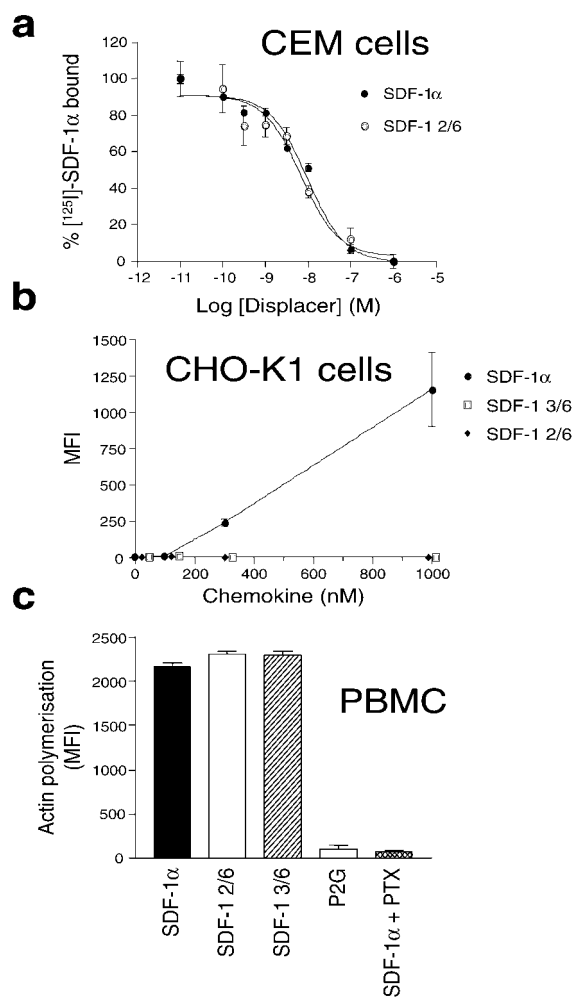 a
CEM cells
% [125I]-SDF-1α bound
120
100
80
60
40
20
0
SDF-1α
SDF-1 2/6
-12 -11 -10 -9 -8 -7 -6 -5
Log [Displacer] (M)
b
CHO-K1 cells
MFI
1500
1250
1000
750
500
250
0
SDF-1α
SDF-1 3/6
SDF-1 2/6
0 200 400 600 800 1000
Chemokine (nM)
c
PBMC
Actin polymerisation
(MFI)
2500
2000
1500
1000
500
0
SDF-1α
SDF-1 2/6
SDF-1 3/6
P2G
SDF-1α + PTX